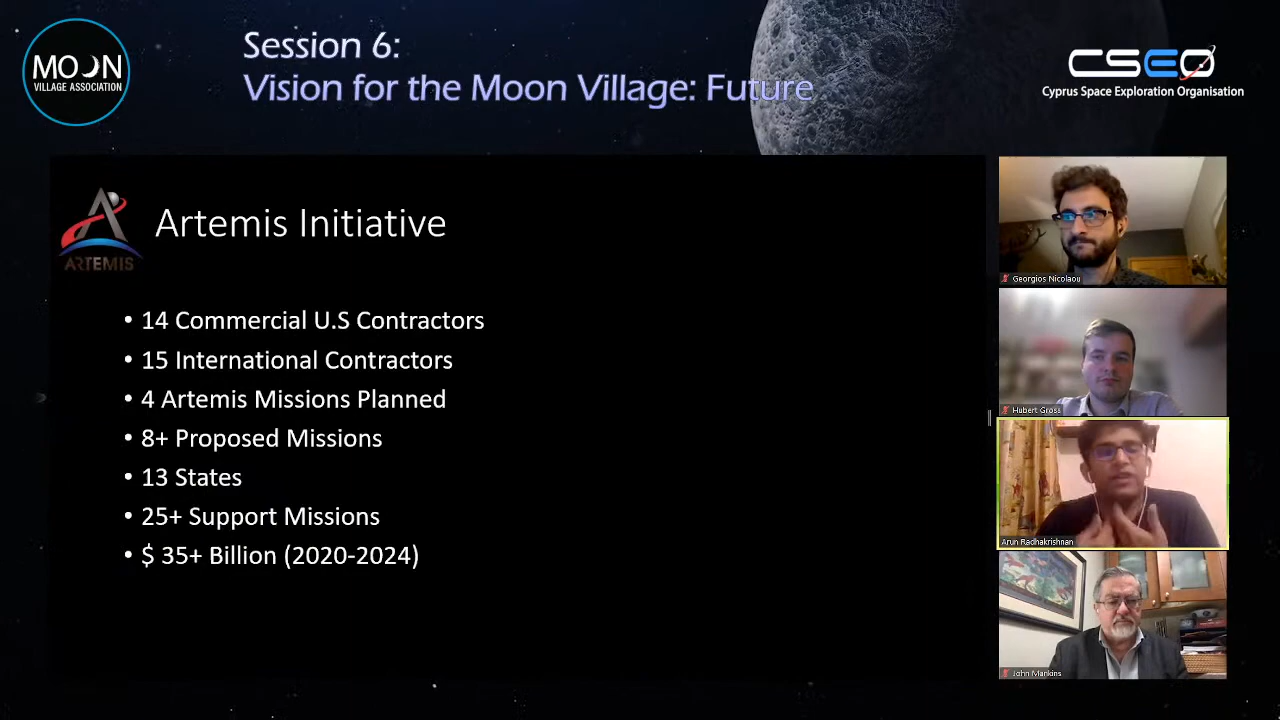 MOON
VILLAGE ASSOCIATION
Session 6:
Vision for the Moon Village: Future
CSEO
Cyprus Space Exploration Organisation
ARTEMIS
Artemis Initiative
• 14 Commercial U.S Contractors
• 15 International Contractors
• 4 Artemis Missions Planned
• 8+ Proposed Missions
• 13 States
• 25+ Support Missions
• $ 35+ Billion (2020-2024)
Georgios Nicolaou
Hubert Gross
Arun Radhakrishnan
John Mankins